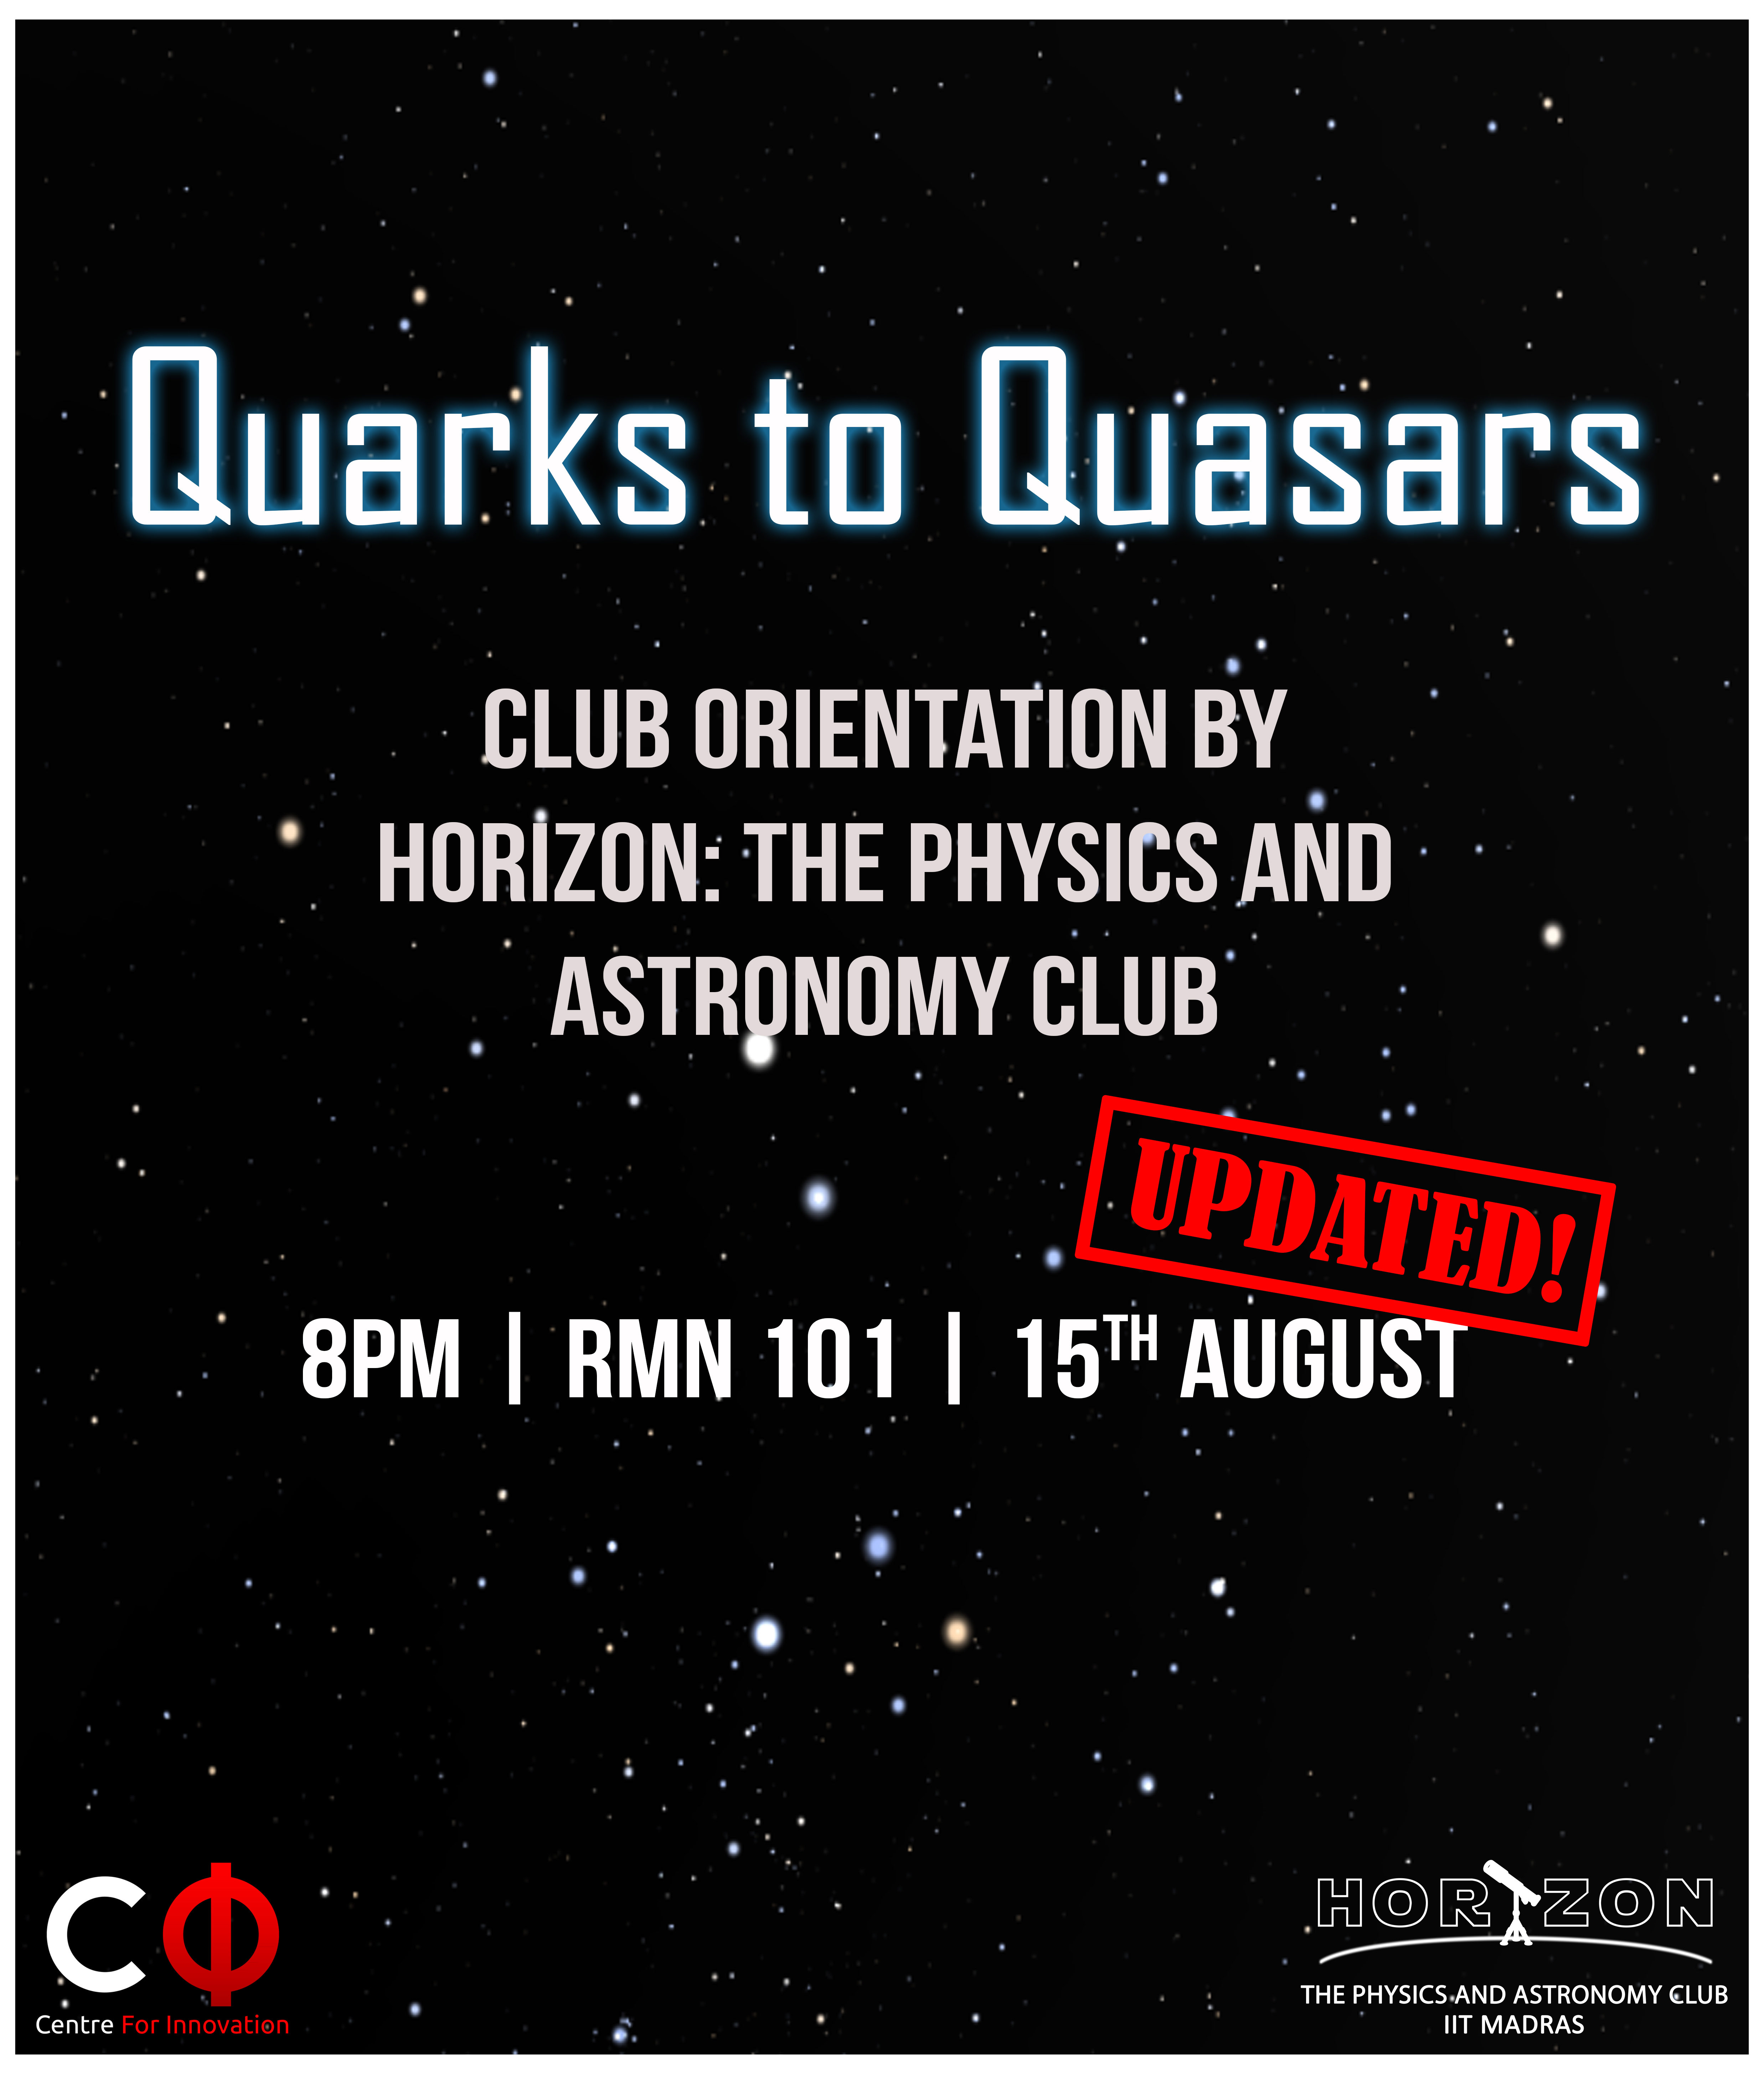 Quarks to Quasars
CLUB ORIENTATION BY
HORIZON: THE PHYSICS AND
ASTRONOMY CLUB
UPDATED!
8PM | RMN 101 | 15TH AUGUST
CΦ
Centre For Innovation
HORIZON
THE PHYSICS AND ASTRONOMY CLUB
IIT MADRAS